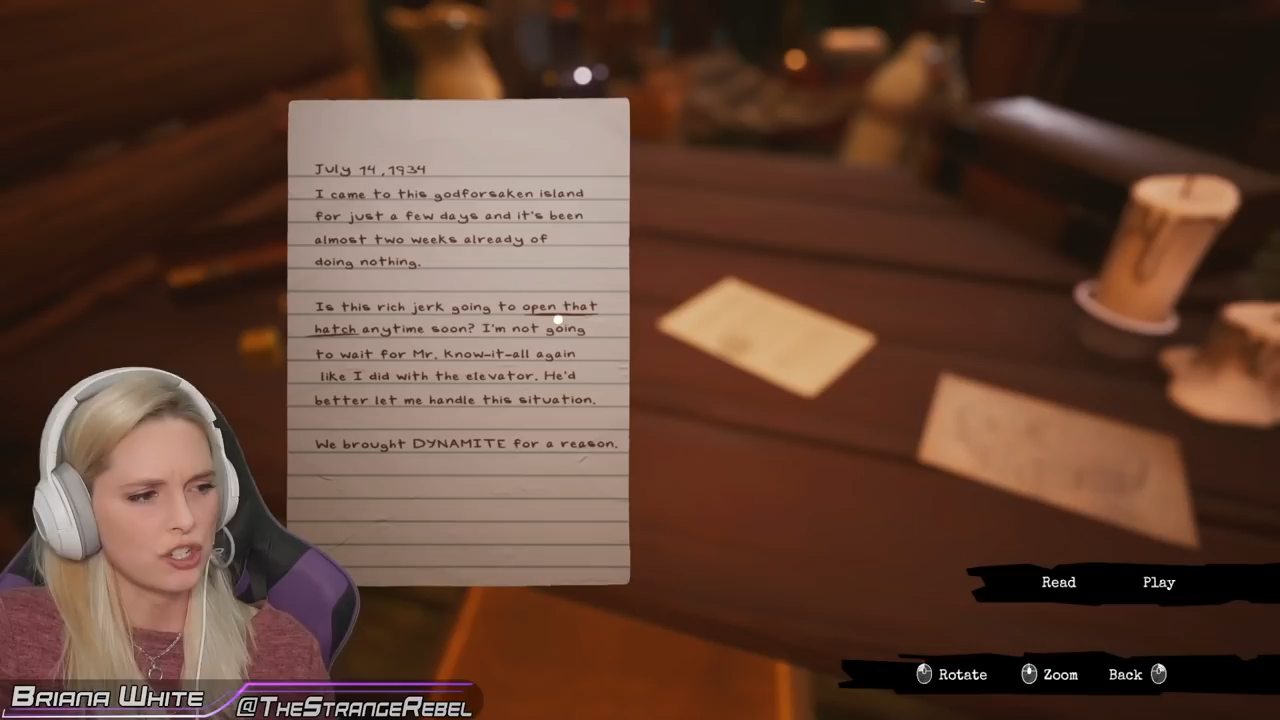 July 14, 1934
I came to this godforsaken island
for just a few days and it's been
almost two weeks already of
doing nothing.
Is this rich jerk going to open that
hatch anytime soon? I'm not going
to wait for Mr. Know-it-all again
like I did with the elevator. He'd
better let me handle this situation.
We brought DYNAMITE for a reason.
Read
Play
Rotate
Zoom
Back
Briana White
@TheStrangeRebel